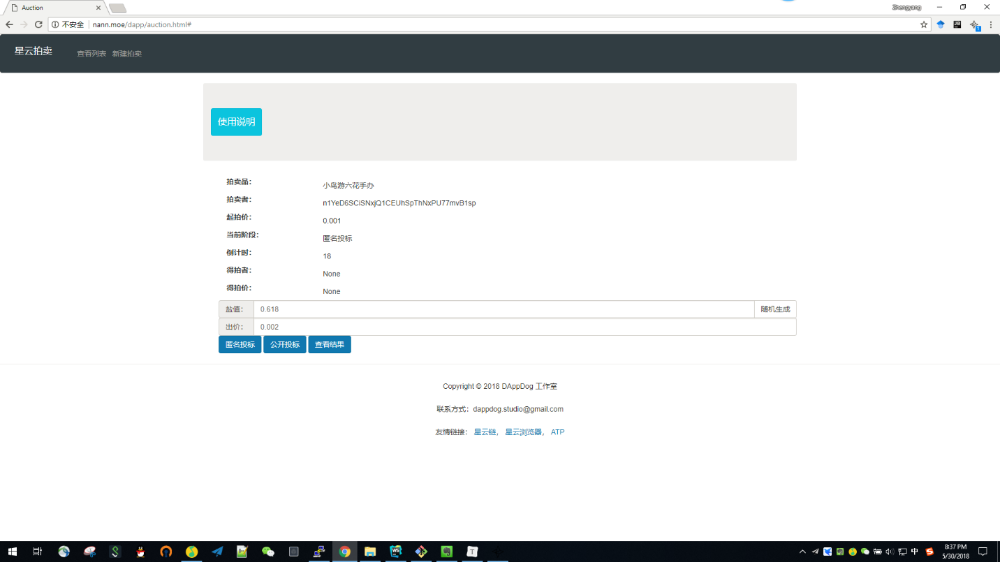 Auction
Zhengyang
不安全 nann.moe/dapp/auction.html#
星云拍卖 查看列表 新建拍卖
使用说明
拍卖品： 小鸟游六花手办
拍卖者： n1YeD6SCiSNxjQ1CEUhSpThNxPU77mvB1sp
起拍价： 0.001
当前阶段： 匿名投标
倒计时： 18
得拍者： None
得拍价： None
盐值： 0.618 随机生成
出价： 0.002
匿名投标 公开投标 查看结果
Copyright © 2018 DAppDog 工作室
联系方式：dappdog.studio@gmail.com
友情链接： 星云链， 星云浏览器， ATP
中 8:37 PM
5/30/2018